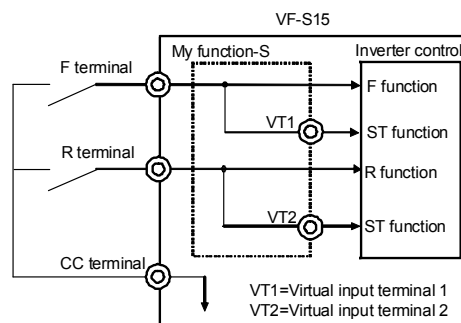 VF-S15
My function-S
Inverter control
F terminal
F function
VT1
ST function
R terminal
R function
VT2
ST function
CC terminal
VT1=Virtual input terminal 1
VT2=Virtual input terminal 2